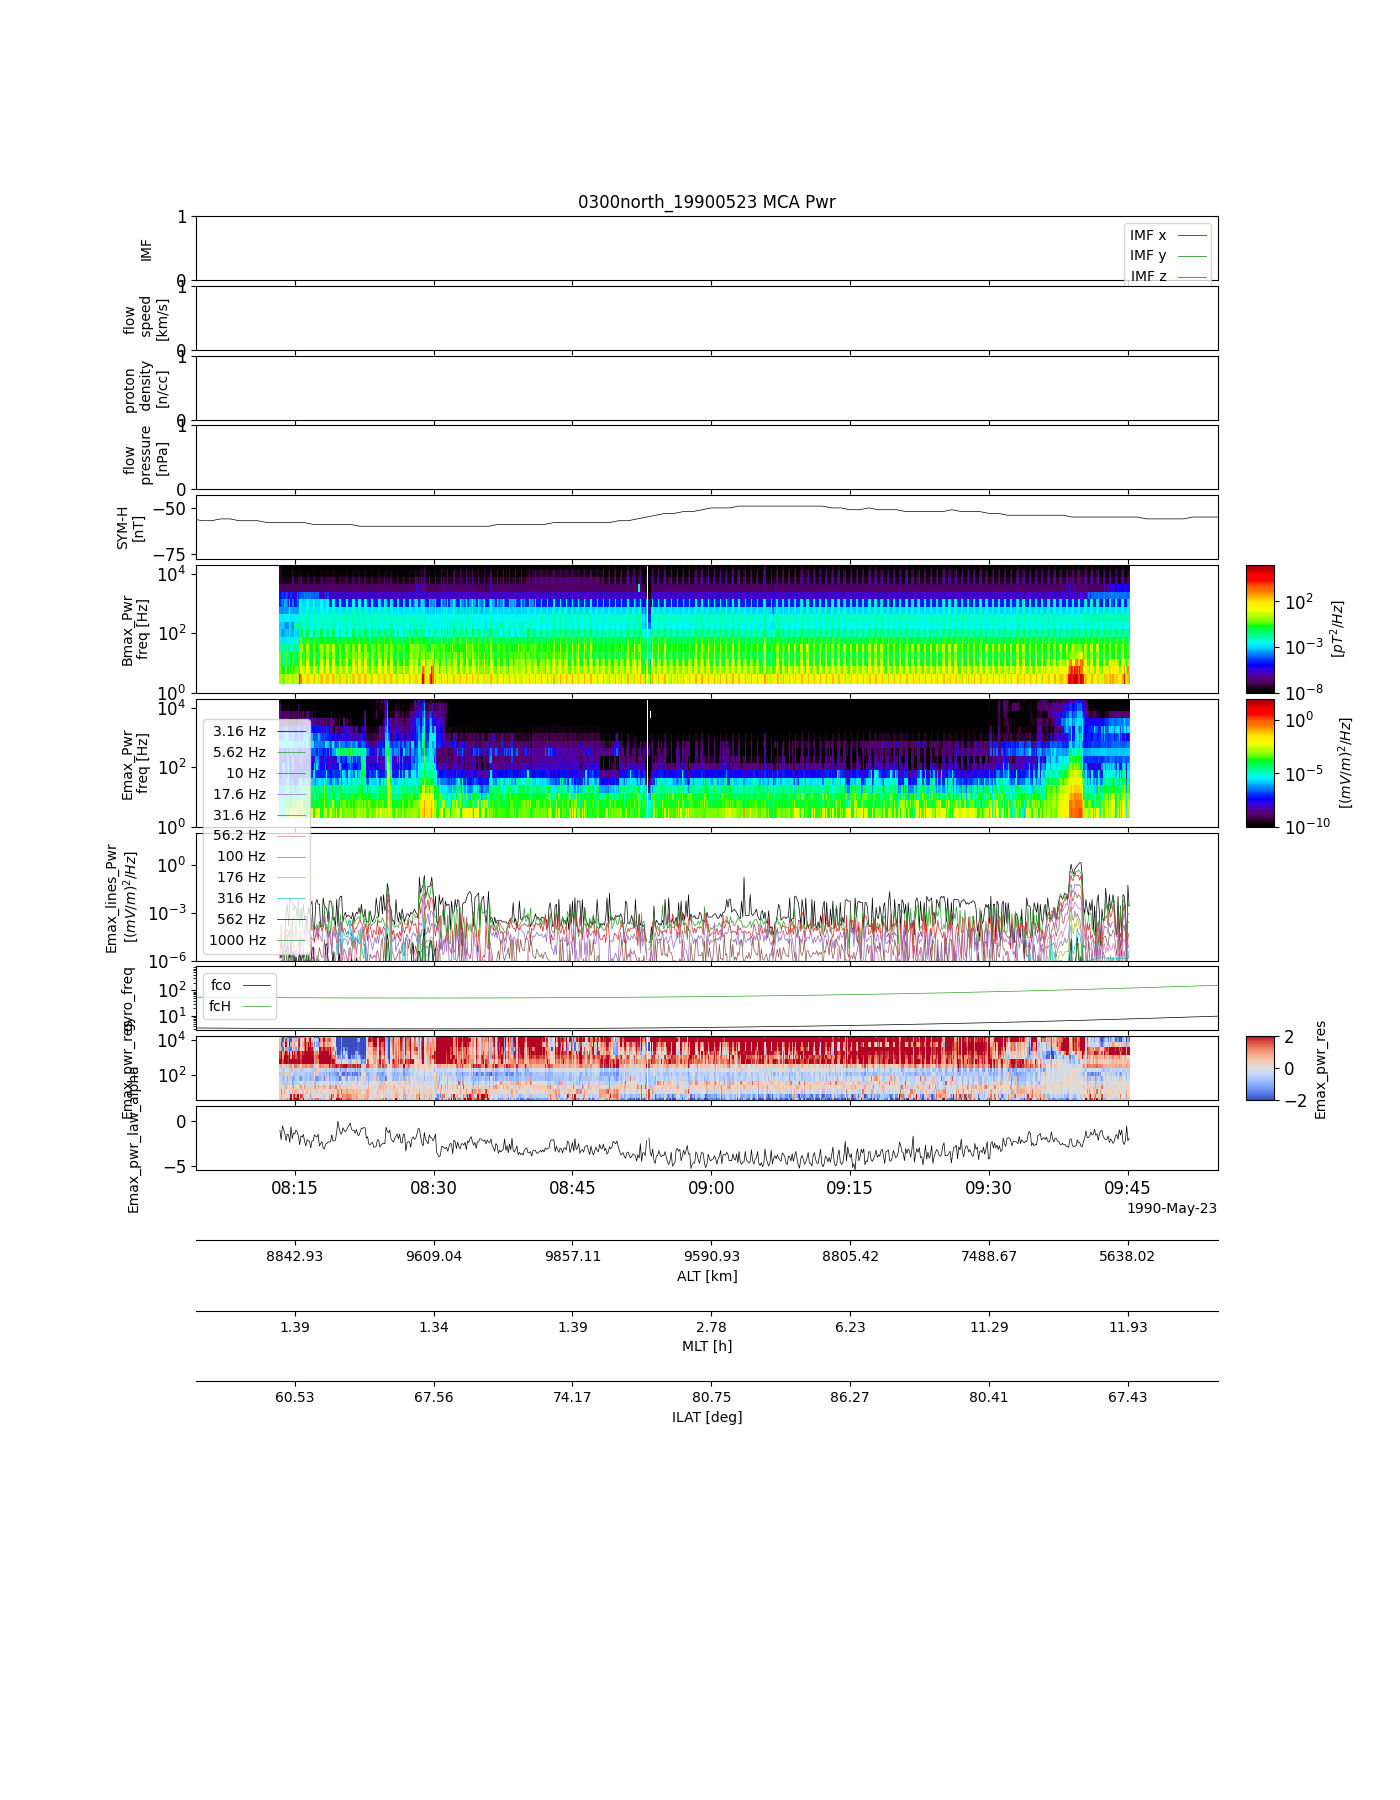 0300north_19900523 MCA Pwr
1
0
IMF
IMF x
IMF y
IMF z
1
0
flow
speed
[km/s]
1
0
proton
density
[n/cc]
1
0
flow
pressure
[nPa]
−50
−75
SYM-H
[nT]
10^4
10^2
10^0
Bmax_Pwr
freq [Hz]
10^2
10^−3
10^−8
[pT^2/Hz]
10^4
10^2
10^0
Emax_Pwr
freq [Hz]
10^0
10^−5
10^−10
[(mV/m)^2/Hz]
3.16 Hz
5.62 Hz
10 Hz
17.6 Hz
31.6 Hz
56.2 Hz
100 Hz
176 Hz
316 Hz
562 Hz
1000 Hz
10^0
10^−3
10^−6
Emax_lines_Pwr
[(mV/m)^2/Hz]
10^2
10^1
gyro_freq
fco
fcH
10^4
10^2
Emax_pwr_res
2
0
−2
Emax_pwr_res
0
−5
Emax_pwr_law_alpha
08:15 08:30 08:45 09:00 09:15 09:30 09:45
1990-May-23
8842.93 9609.04 9857.11 9590.93 8805.42 7488.67 5638.02
ALT [km]
1.39 1.34 1.39 2.78 6.23 11.29 11.93
MLT [h]
60.53 67.56 74.17 80.75 86.27 80.41 67.43
ILAT [deg]